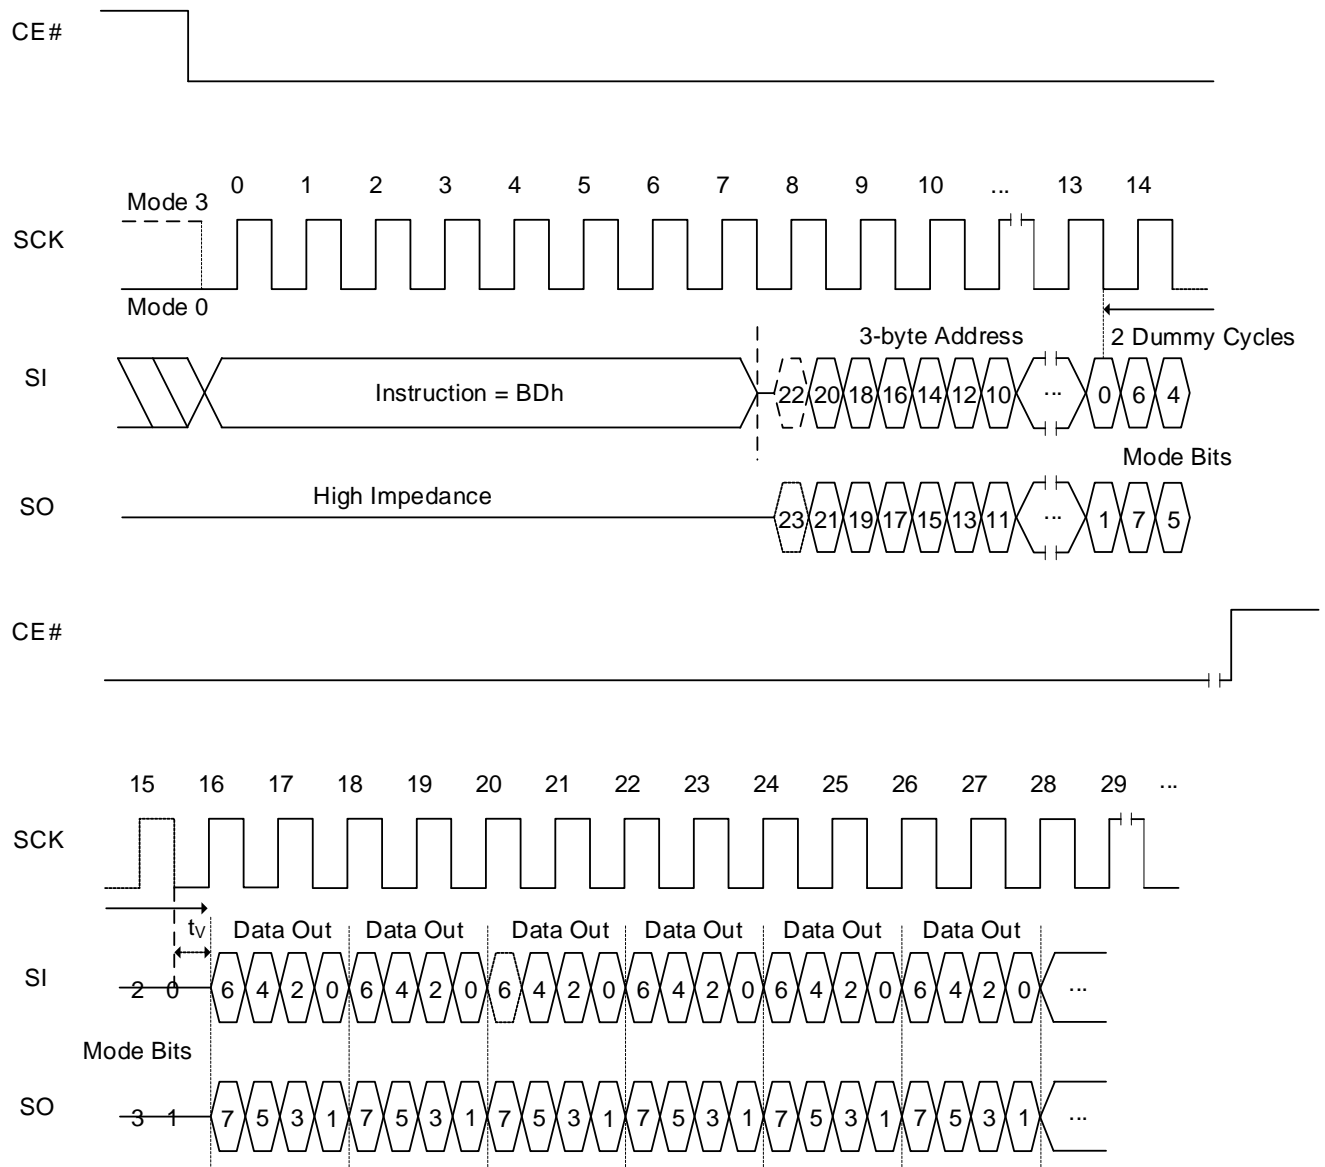 CE#
0 1 2 3 4 5 6 7 8 9 10 ... 13 14
Mode 3
SCK
Mode 0
3-byte Address 2 Dummy Cycles
SI
Instruction = BDh
22 20 18 16 14 12 10 ... 0 6 4
Mode Bits
High Impedance
SO
23 21 19 17 15 13 11 ... 1 7 5
CE#
15 16 17 18 19 20 21 22 23 24 25 26 27 28 29 ...
SCK
tV Data Out Data Out Data Out Data Out Data Out Data Out
SI
2 0 6 4 2 0 6 4 2 0 6 4 2 0 6 4 2 0 6 4 2 0 6 4 2 0 ...
Mode Bits
SO
3 1 7 5 3 1 7 5 3 1 7 5 3 1 7 5 3 1 7 5 3 1 7 5 3 1 ...